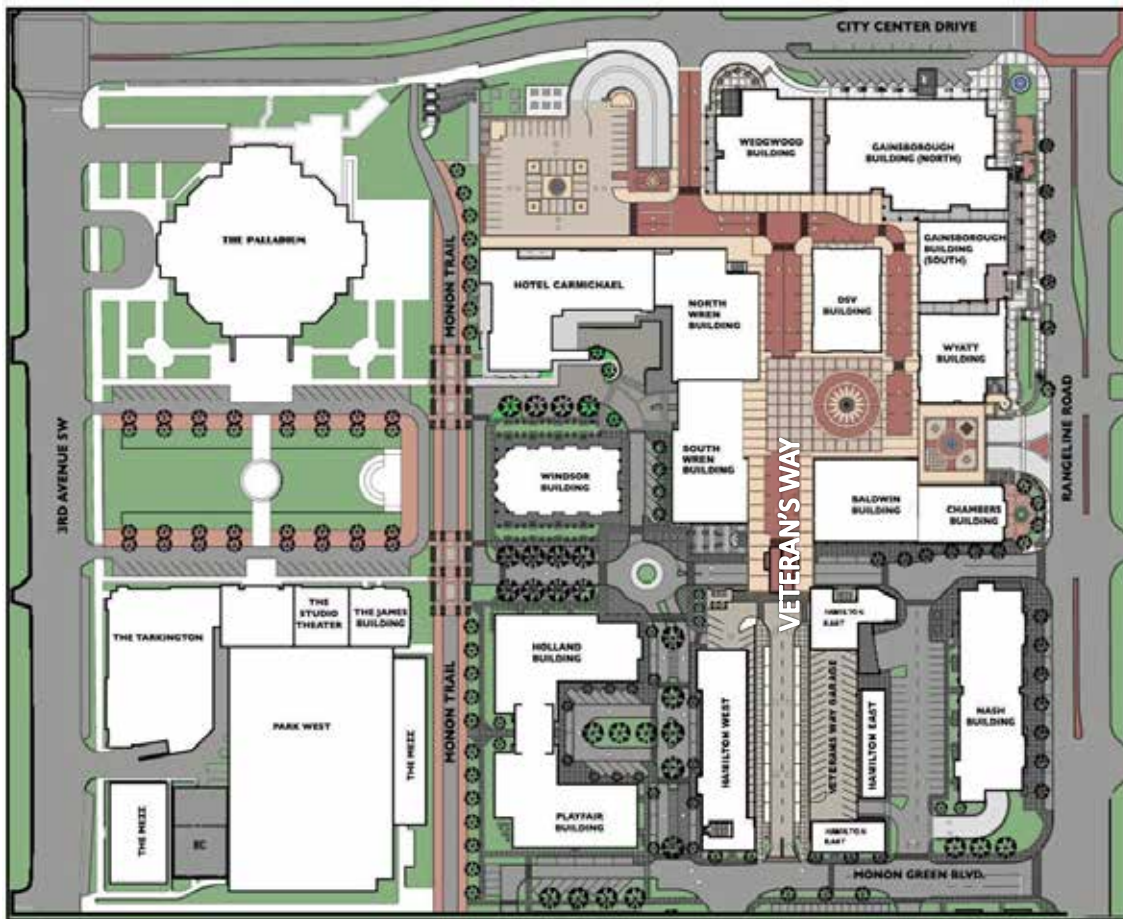 CITY CENTER DRIVE
WEDGWOOD
BUILDING
GAINSBOROUGH
BUILDING (NORTH)
THE PALLADIUM
MONON TRAIL
GAINSBOROUGH
BUILDING
(SOUTH)
HOTEL CARMICHAEL
NORTH
WREN
BUILDING
DSV
BUILDING
WYATT
BUILDING
RANGELINE ROAD
3RD AVENUE SW
WINDSOR
BUILDING
SOUTH
WREN
BUILDING
VETERAN'S WAY
BALDWIN
BUILDING
CHAMBERS
BUILDING
THE TARKINGTON
THE
STUDIO
THEATER
THE JAMES
BUILDING
HOLLAND
BUILDING
HAMILTON
EAST
PARK WEST
THE MEZZ
MONON TRAIL
HAMILTON WEST
VETERANS WAY GARAGE
HAMILTON EAST
NASH
BUILDING
THE MEZZ
PLAYFAIR
BUILDING
HAMILTON
EAST
MONON GREEN BLVD.